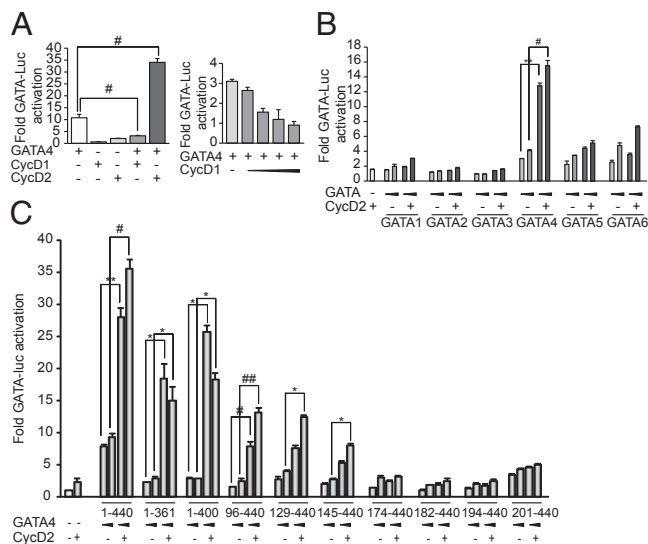 A
Fold GATA-Luc
activation
40
35
30
25
20
15
10
5
0
#
#
GATA4 + - - + +
CycD1 - + - + -
CycD2 - - + - +
Fold GATA-Luc
activation
5
4
3
2
1
0
GATA4 + + + + +
CycD1 -
B
Fold GATA-Luc
activation
18
16
14
12
10
8
6
4
2
0
**
#
GATA -
CycD2 + - + - + - + - + - + - +
GATA1 GATA2 GATA3 GATA4 GATA5 GATA6
C
Fold GATA-luc activation
40
35
30
25
20
15
10
5
0
** # * * * * # ## * *
1-440 1-361 1-400 96-440 129-440 145-440 174-440 182-440 194-440 201-440
GATA4 - -
CycD2 - + - + - + - + - + - + - + - + - + - + - +